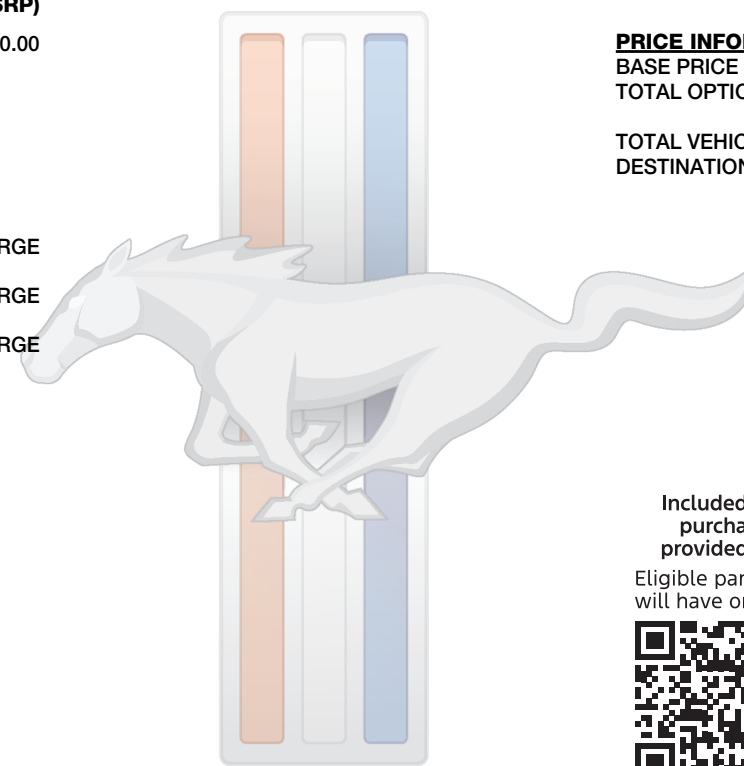 SRP)
0.00
RGE
RGE
RGE
PRICE INFO
BASE PRICE
TOTAL OPTIO
TOTAL VEHIC
DESTINATION
Included
purcha
provided
Eligible par
will have or